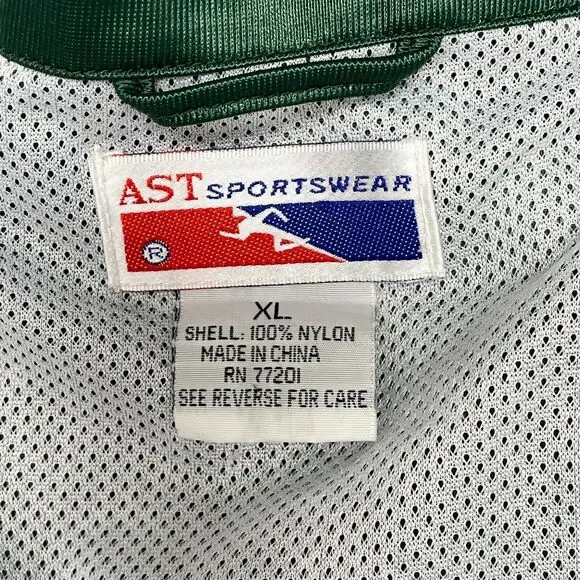 AST SPORTSWEAR
®
XL
SHELL: 100% NYLON
MADE IN CHINA
RN 77201
SEE REVERSE FOR CARE